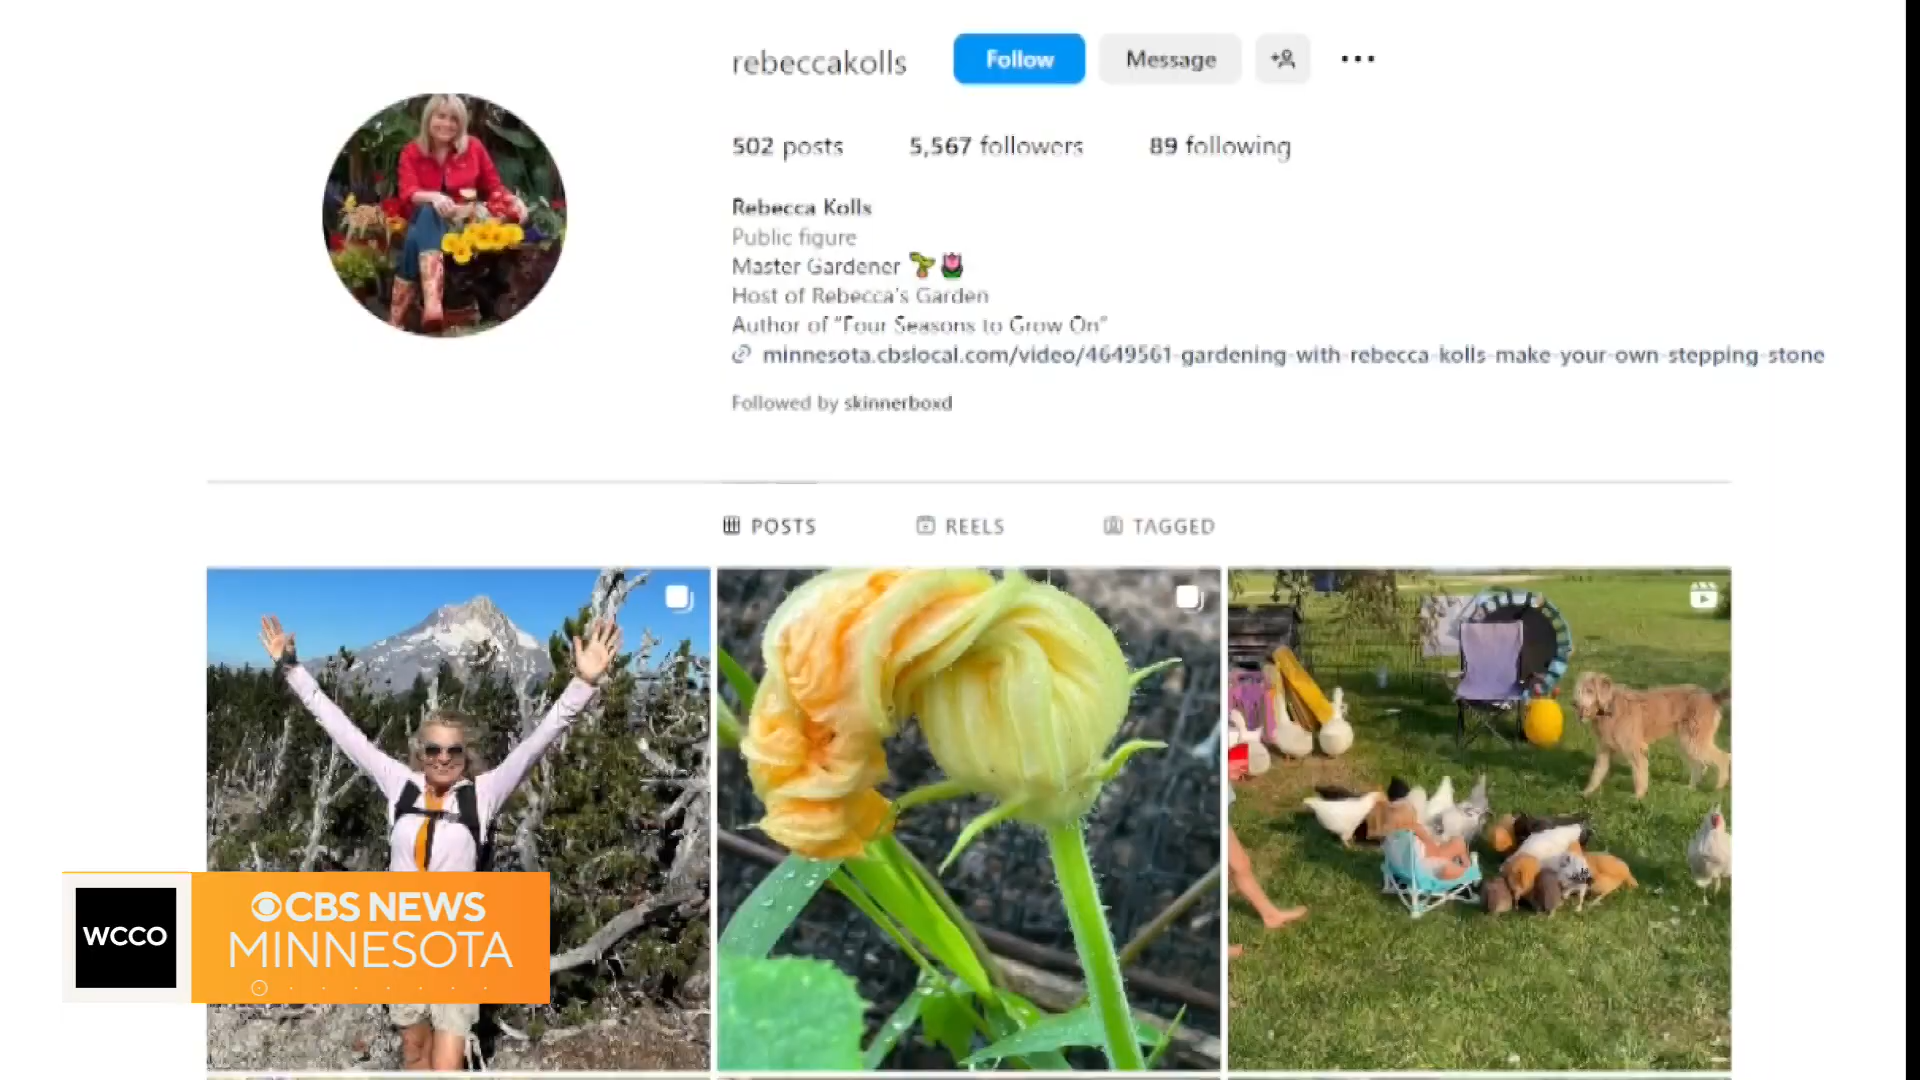 rebeccakolls Follow Message
502 posts 5,567 followers 89 following
Rebecca Kolls
Public figure
Master Gardener
Host of Rebecca's Garden
Author of "Four Seasons to Grow On"
minnesota.cbslocal.com/video/4649561-gardening-with-rebecca-kolls-make-your-own-stepping-stone
Followed by skinnerboxd
POSTS REELS TAGGED
WCCO
CBS NEWS
MINNESOTA